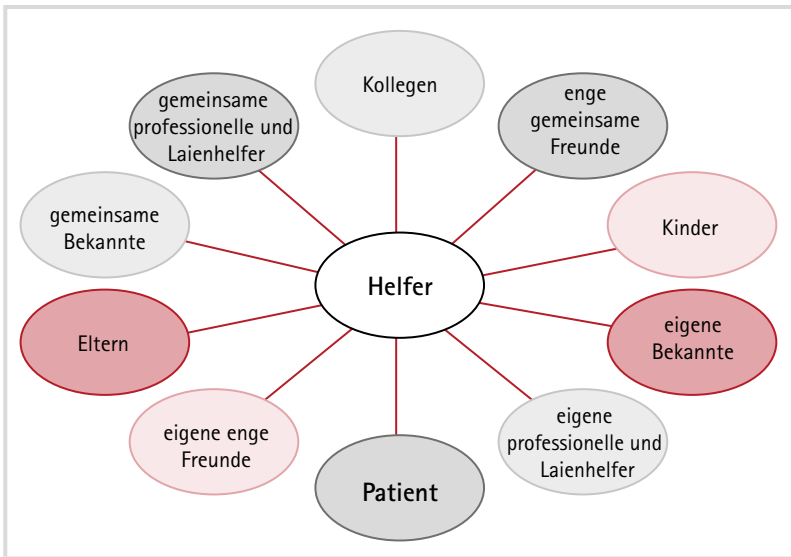 Kollegen
gemeinsame
professionelle und
Laienhelfer
enge
gemeinsame
Freunde
gemeinsame
Bekannte
Kinder
Helfer
Eltern
eigene
Bekannte
eigene enge
Freunde
eigene
professionelle und
Laienhelfer
Patient